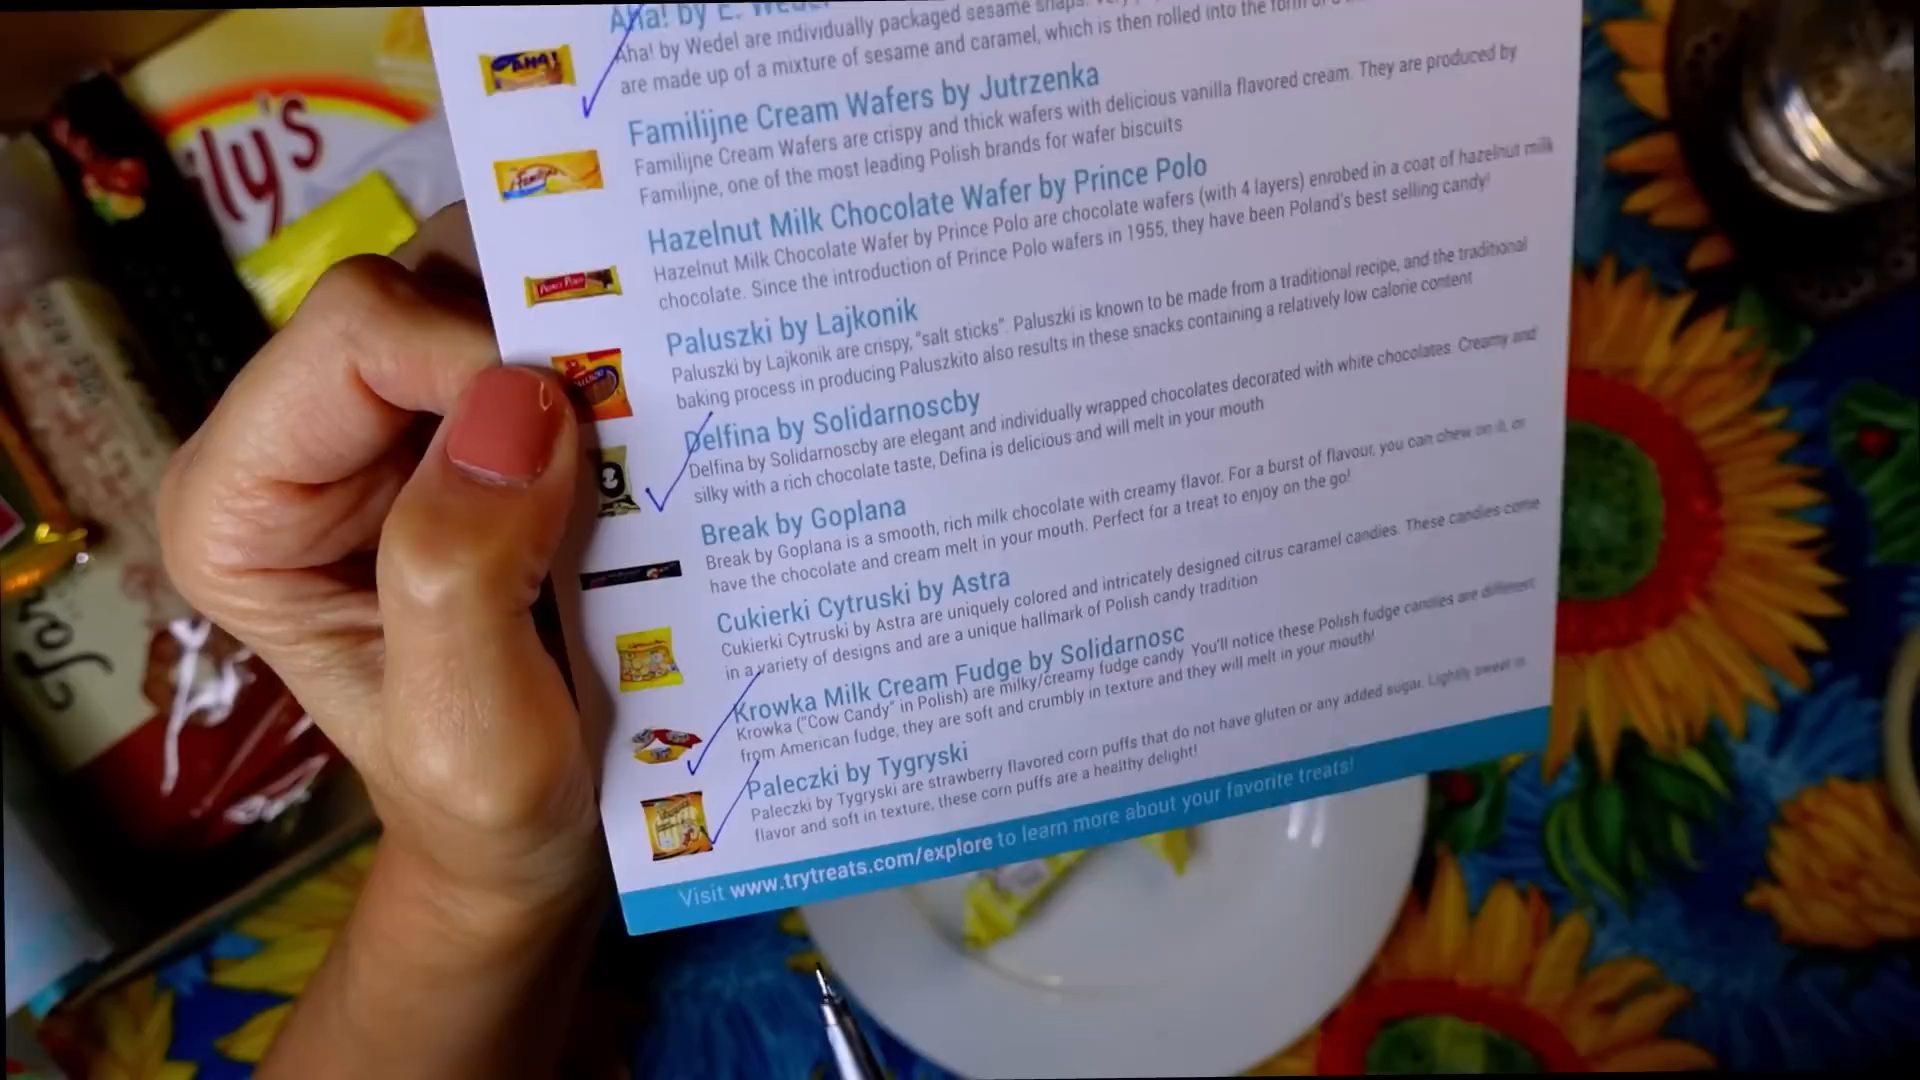 Aha! by E. Wedel
Aha! by Wedel are individually packaged sesame snaps.
are made up of a mixture of sesame and caramel, which is then rolled into the form of a
Familijne Cream Wafers by Jutrzenka
Familijne Cream Wafers are crispy and thick wafers with delicious vanilla flavored cream. They are produced by
Familijne, one of the most leading Polish brands for wafer biscuits
Hazelnut Milk Chocolate Wafer by Prince Polo
Hazelnut Milk Chocolate Wafer by Prince Polo are chocolate wafers (with 4 layers) enrobed in a coat of hazelnut milk
chocolate. Since the introduction of Prince Polo wafers in 1955, they have been Poland's best selling candy!
Paluszki by Lajkonik
Paluszki by Lajkonik are crispy, "salt sticks". Paluszki is known to be made from a traditional recipe, and the traditional
baking process in producing Paluszkito also results in these snacks containing a relatively low calorie content
Delfina by Solidarnoscby
Delfina by Solidarnoscby are elegant and individually wrapped chocolates decorated with white chocolates. Creamy and
silky with a rich chocolate taste, Defina is delicious and will melt in your mouth
Break by Goplana
Break by Goplana is a smooth, rich milk chocolate with creamy flavor. For a burst of flavour, you can chew on it, or
have the chocolate and cream melt in your mouth. Perfect for a treat to enjoy on the go!
Cukierki Cytruski by Astra
Cukierki Cytruski by Astra are uniquely colored and intricately designed citrus caramel candies. These candies come
in a variety of designs and are a unique hallmark of Polish candy tradition
Krowka Milk Cream Fudge by Solidarnosc
Krowka ("Cow Candy" in Polish) are milky/creamy fudge candy You'll notice these Polish fudge candies are different
from American fudge, they are soft and crumbly in texture and they will melt in your mouth!
Paleczki by Tygryski
Paleczki by Tygryski are strawberry flavored corn puffs that do not have gluten or any added sugar. Lightly sweet in
flavor and soft in texture, these corn puffs are a healthy delight!
Visit www.trytreats.com/explore to learn more about your favorite treats!
AHA!
Familijne
Prince Polo
ily's